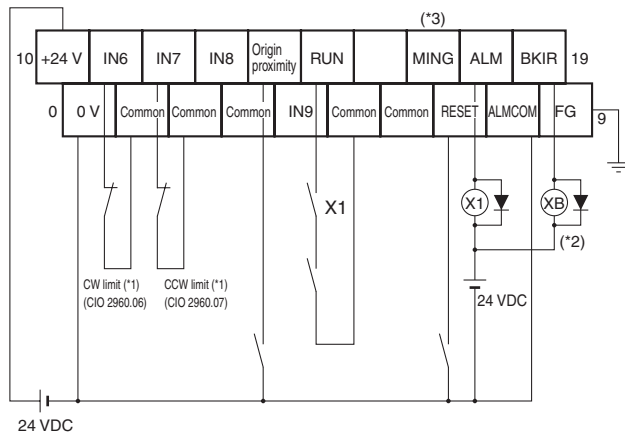 (*3)
10 +24 V IN6 IN7 IN8 Origin proximity RUN MING ALM BKIR 19
0 0 V Common Common Common IN9 Common Common RESET ALMCOM FG 9
X1 X1 XB
(*2)
CW limit (*1)
(CIO 2960.06)
CCW limit (*1)
(CIO 2960.07)
24 VDC
24 VDC